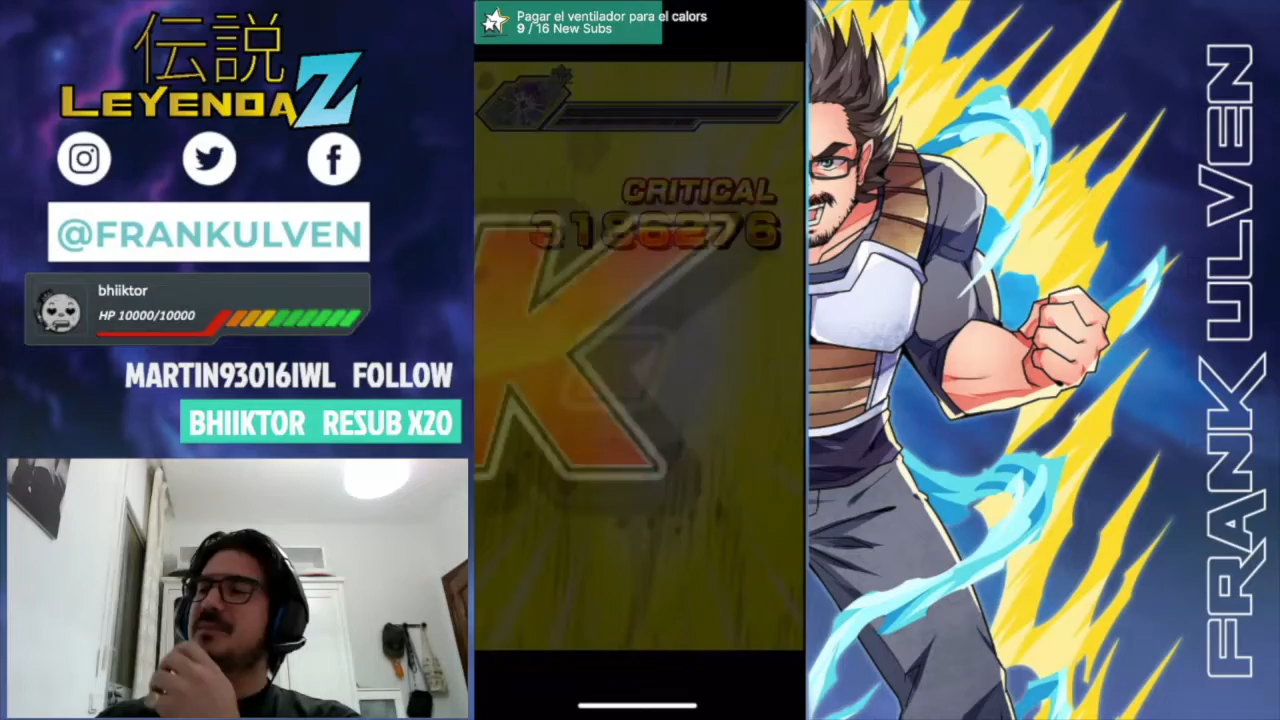 伝説
LEYENDA Z
@FRANKULVEN
bhiiktor
HP 10000/10000
MARTIN93016IWL FOLLOW
BHIIKTOR RESUB X20
Pagar el ventilador para el calors
9 / 16 New Subs
CRITICAL
3186276
K
FRANK ULVEN